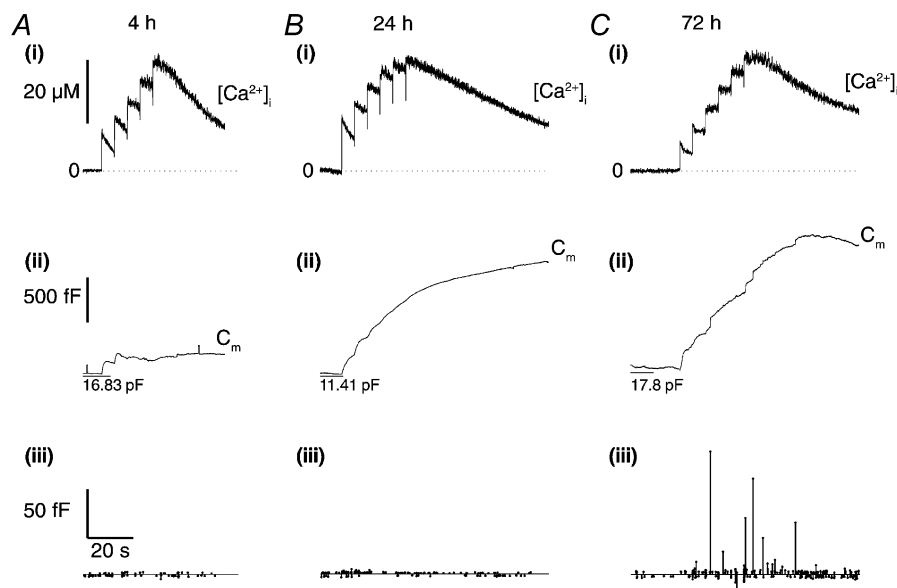 A 4 h
B 24 h
C 72 h
(i)
(i)
(i)
20 µM
[Ca²⁺]ᵢ
[Ca²⁺]ᵢ
[Ca²⁺]ᵢ
0
0
0
(ii)
(ii)
(ii)
500 fF
Cₘ
Cₘ
Cₘ
16.83 pF
11.41 pF
17.8 pF
(iii)
(iii)
(iii)
50 fF
20 s